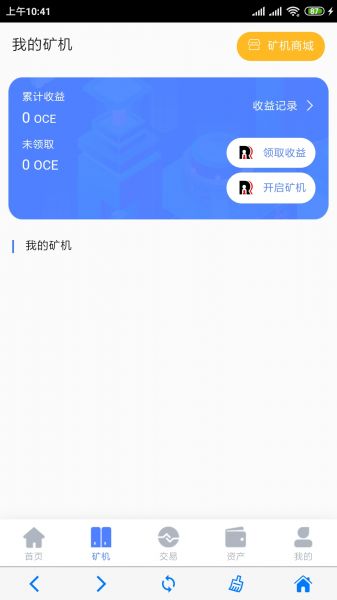 上午10:41
87
我的矿机
矿机商城
累计收益
0 OCE
收益记录
未领取
0 OCE
领取收益
开启矿机
我的矿机
首页
矿机
交易
资产
我的